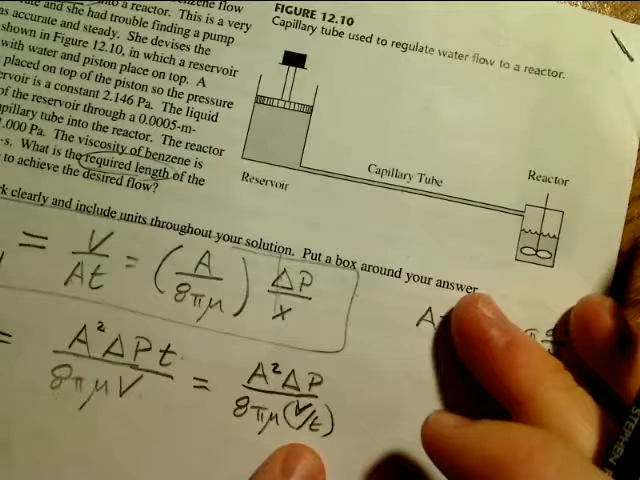 FIGURE 12.10
Capillary tube used to regulate water flow to a reactor.
into a reactor. This is a very
and she had trouble finding a pump
as accurate and steady. She devises the
shown in Figure 12.10, in which a reservoir
with water and piston place on top. A
placed on top of the piston so the pressure
is a constant 2.146 Pa. The liquid
of the reservoir through a 0.0005-m-
tube into the reactor. The reactor
.000 Pa. The viscosity of benzene is
What is the required length of the
to achieve the desired flow?
Reservoir
Capillary Tube
Reactor
clearly and include units throughout your solution. Put a box around your answer
= V/At = (A/8πμ) ΔP/x
= A²ΔPt/8πμV = A²ΔP/8πμ(V/t)
A
STEPHEN